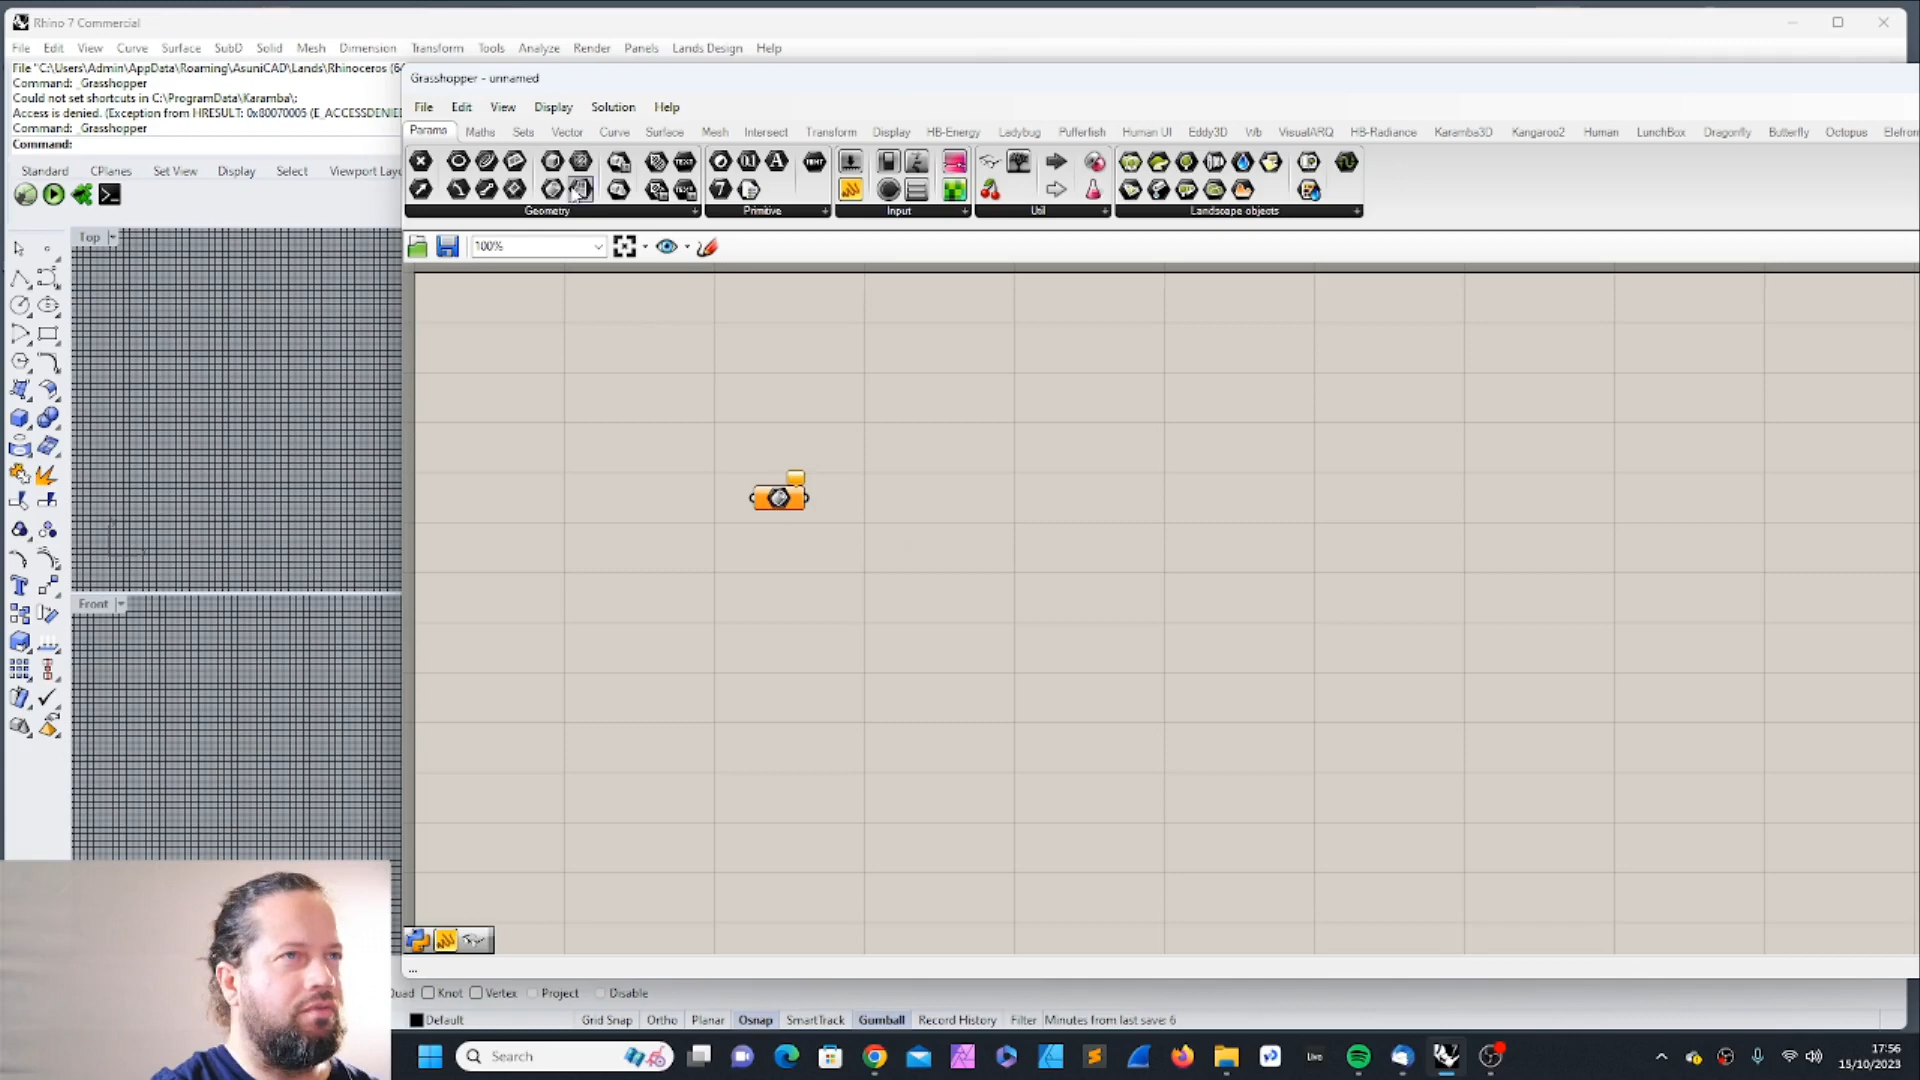 Rhino 7 Commercial
File Edit View Curve Surface SubD Solid Mesh Dimension Transform Tools Analyze Render Panels Lands Design Help
File "C:\Users\Admin\AppData\Roaming\AsuniCAD\Lands\Rhinoceros (6
Command: _Grasshopper
Could not set shortcuts in C:\ProgramData\Karamba\;
Access is denied. (Exception from HRESULT: 0x80070005 (E_ACCESSDENIED
Command: _Grasshopper
Command:
Standard CPlanes Set View Display Select Viewport Layo
Top
Front
Grasshopper - unnamed
File Edit View Display Solution Help
Params Maths Sets Vector Curve Surface Mesh Intersect Transform Display HB-Energy Ladybug Pufferfish Human UI Eddy3D Wb VisualARQ HB-Radiance Karamba3D Kangaroo2 Human LunchBox Dragonfly Butterfly Octopus Elefron
Geometry Primitive Input Util Landscape objects
100%
...
Quad Knot Vertex Project Disable
Default Grid Snap Ortho Planar Osnap SmartTrack Gumball Record History Filter Minutes from last save: 6
Search
Live
17:56
15/10/2023